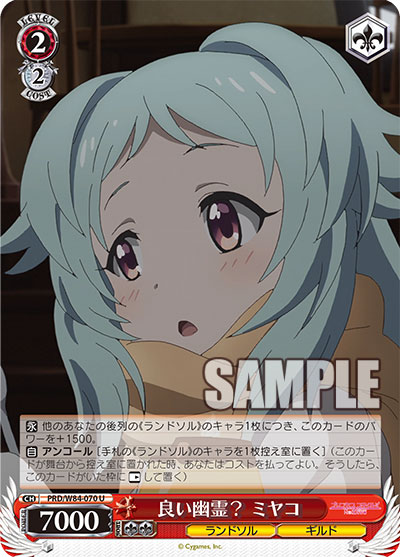 LEVEL
2
2
COST
SAMPLE
永 他のあなたの後列の《ランドソル》のキャラ1枚につき、このカードのパ
ワーを+1500。
自 アンコール [手札の《ランドソル》のキャラを1枚控え室に置く] (この
カードが舞台から控え室に置かれた時、あなたはコストを払ってよい。そうしたら、
このカードがいた枠に置く)
CH PRD/W84-070 U
POWER 7000
SOUL
良い幽霊? ミヤコ
ランドソル ギルド
© Cygames, Inc.